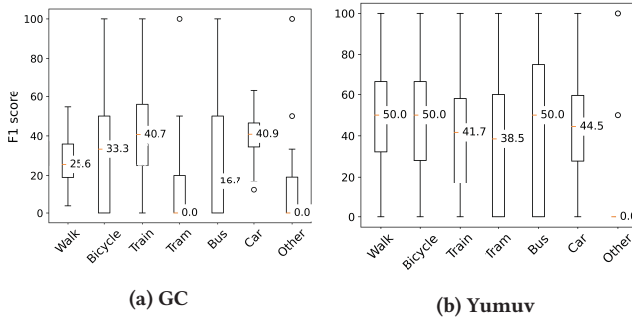 100
80
60
40
20
0
F1 score
25.6
33.3
40.7
0.0
16.7
40.9
0.0
Walk
Bicycle
Train
Tram
Bus
Car
Other
(a) GC
100
80
60
40
20
0
50.0
50.0
41.7
38.5
50.0
44.5
0.0
Walk
Bicycle
Train
Tram
Bus
Car
Other
(b) Yumuv